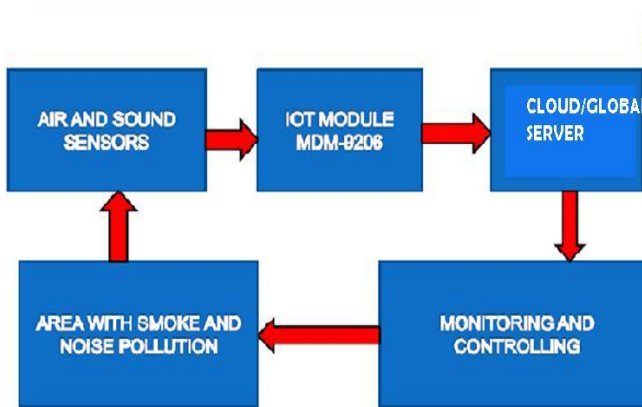 AIR AND SOUND
SENSORS
IOT MODULE
MDM-9206
CLOUD/GLOBA
SERVER
AREA WITH SMOKE AND
NOISE POLLUTION
MONITORING AND
CONTROLLING